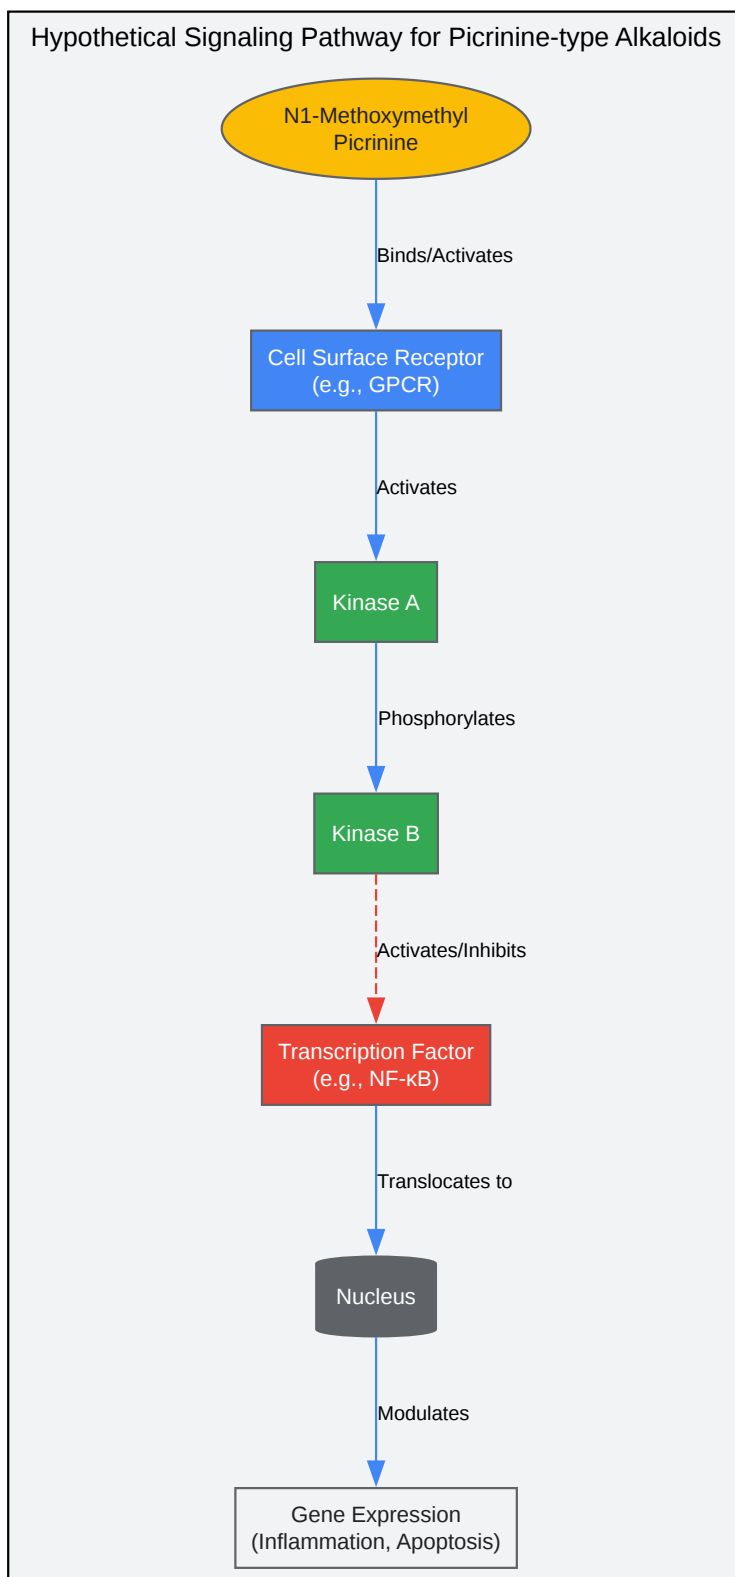 Hypothetical Signaling Pathway for Picrinine-type Alkaloids
N1-Methoxymethyl
Picrinine
Binds/Activates
Cell Surface Receptor
(e.g., GPCR)
Activates
Kinase A
Phosphorylates
Kinase B
Activates/Inhibits
Transcription Factor
(e.g., NF-κB)
Translocates to
Nucleus
Modulates
Gene Expression
(Inflammation, Apoptosis)